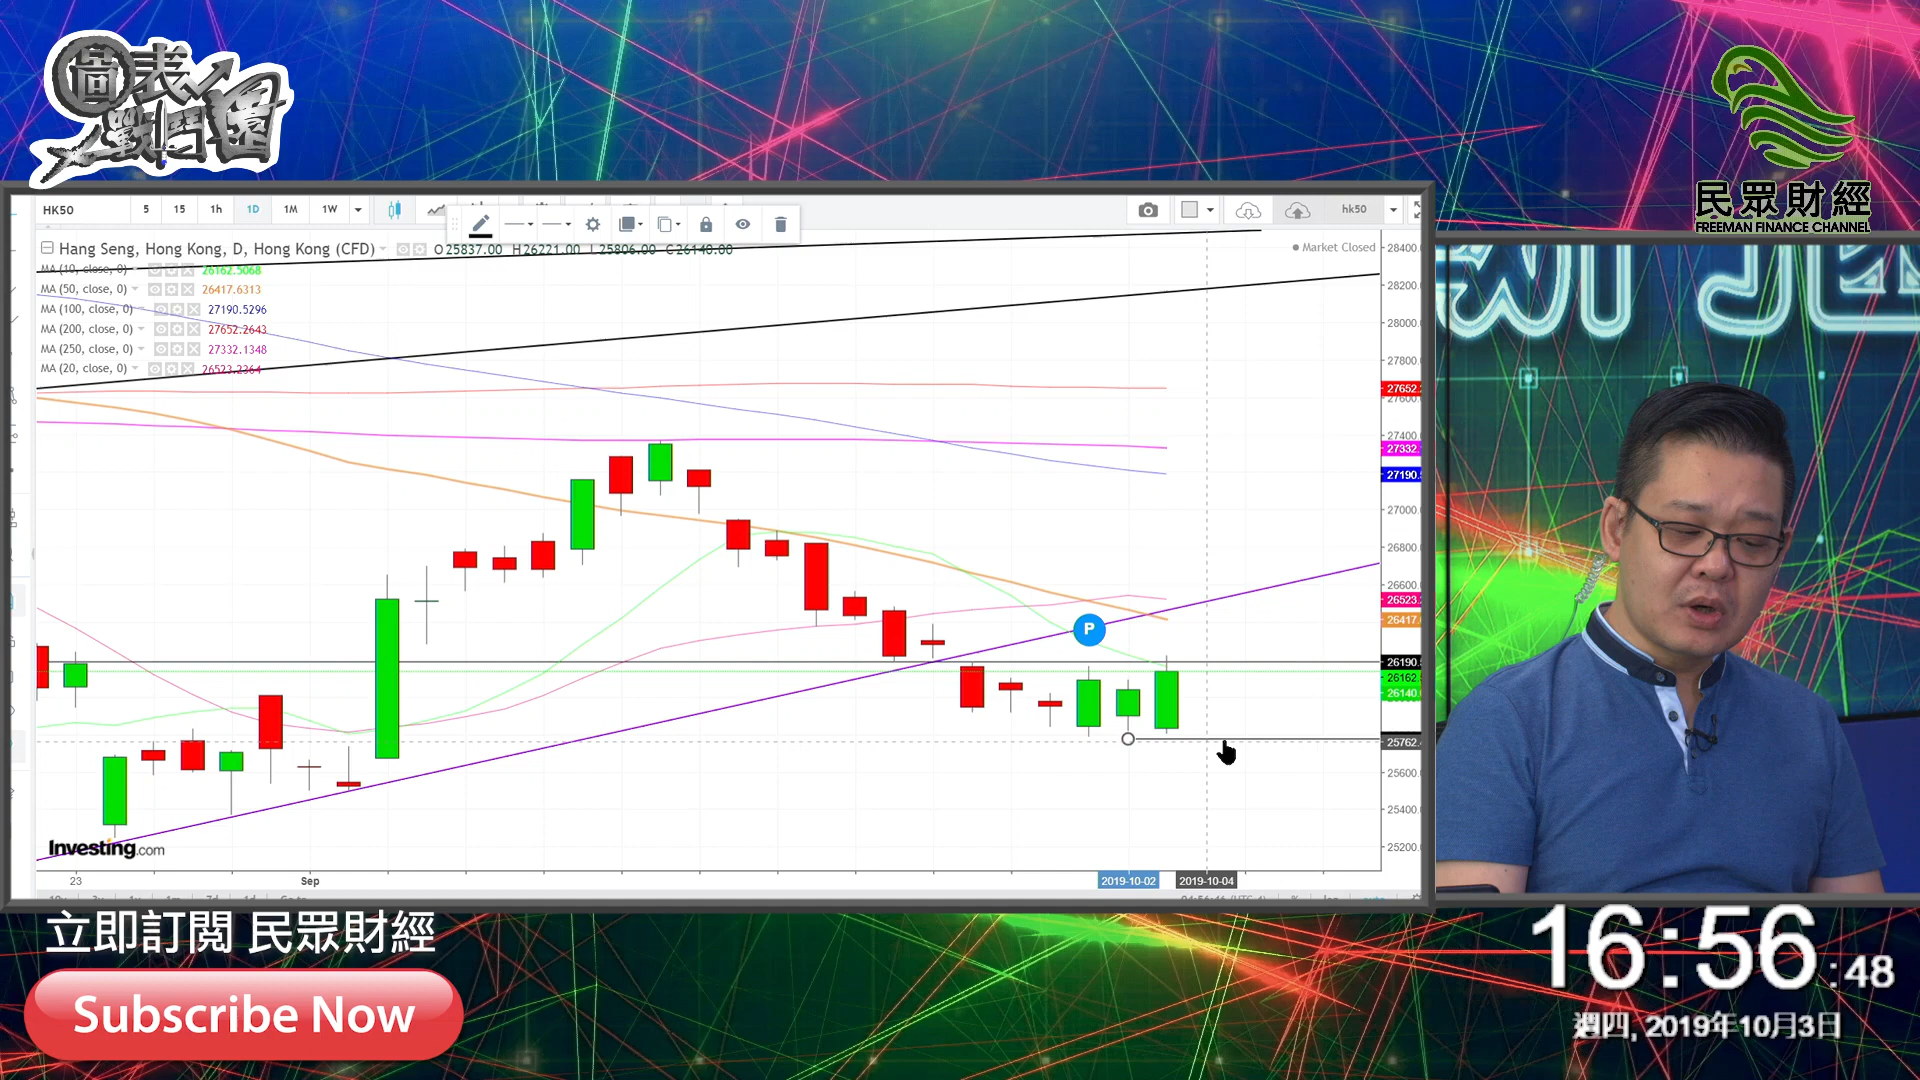 圖表
戰鬥團
民眾財經
FREEMAN FINANCE CHANNEL
HK50 5 15 1h 1D 1M 1W hk50
Hang Seng, Hong Kong, D, Hong Kong (CFD) O25837.00 H26221.00 L25806.00 C26140.00
Market Closed
MA (10, close, 0) 26162.5068
MA (50, close, 0) 26417.6313
MA (100, close, 0) 27190.5296
MA (200, close, 0) 27652.2643
MA (250, close, 0) 27332.1348
MA (20, close, 0) 26523.2364
28400
28200
28000
27800
27652
27600
27400
27332
27190
27000
26800
26600
26523
26417
26190
26162
26140
25762
25600
25400
25200
P
Investing.com
23 Sep 2019-10-02 2019-10-04
立即訂閱 民眾財經
Subscribe Now
16:56:48
週四, 2019年10月3日